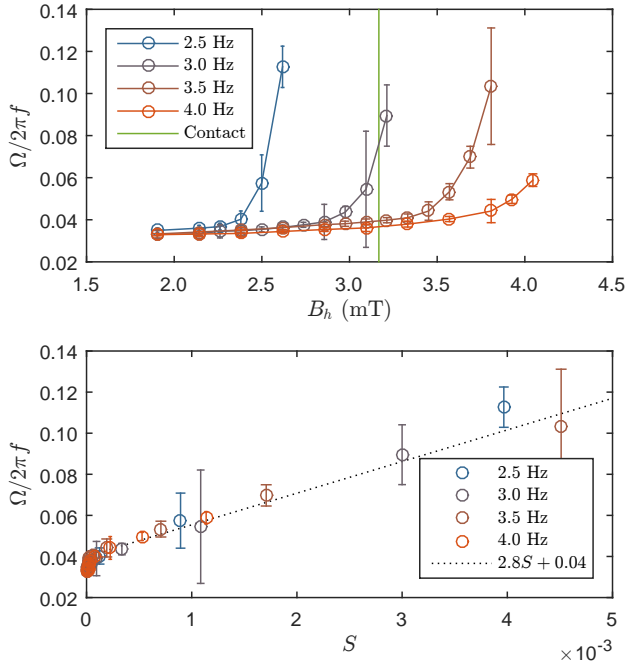 0.14
0.12
0.10
0.08
0.06
0.04
0.02
Ω/2πf
2.5 Hz
3.0 Hz
3.5 Hz
4.0 Hz
Contact
1.5 2.0 2.5 3.0 3.5 4.0 4.5
B_h (mT)
0.14
0.12
0.10
0.08
0.06
0.04
0.02
0.00
Ω/2πf
2.5 Hz
3.0 Hz
3.5 Hz
4.0 Hz
2.8S + 0.04
0 1 2 3 4 5
S
×10⁻³